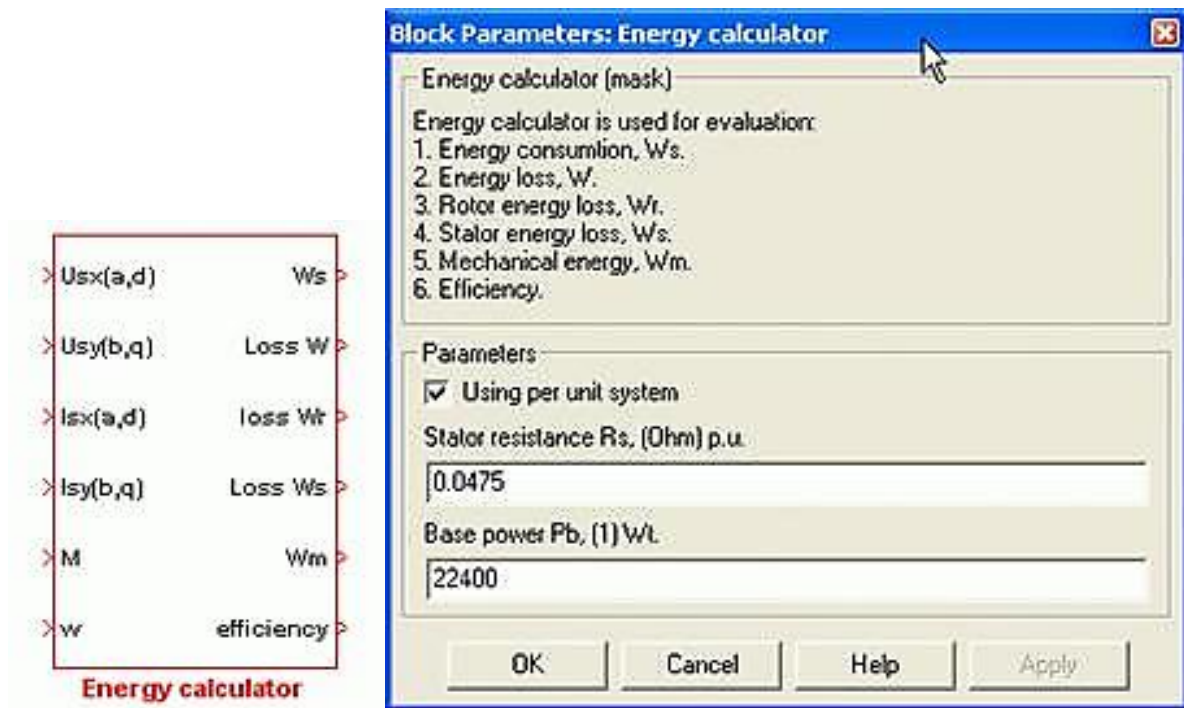 Usx(a,d) Ws
Usy(b,q) Loss W
Isx(a,d) loss Wr
Isy(b,q) Loss Ws
M Wm
w efficiency
Energy calculator
Block Parameters: Energy calculator
Energy calculator (mask)
Energy calculator is used for evaluation:
1. Energy consumtion, Ws.
2. Energy loss, W.
3. Rotor energy loss, Wr.
4. Stator energy loss, Ws.
5. Mechanical energy, Wm.
6. Efficiency.
Parameters
Using per unit system
Stator resistance Rs, (Ohm) p.u.
0.0475
Base power Pb, (1) Wt.
22400
OK Cancel Help Apply